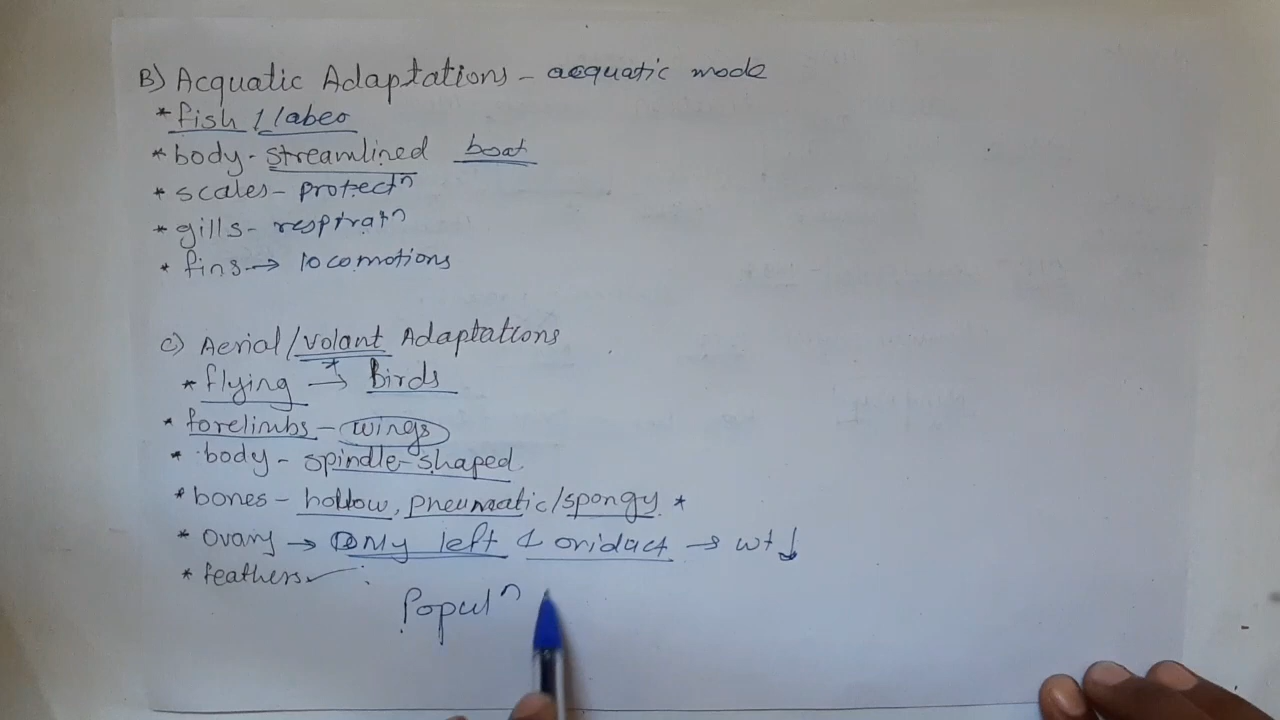 B) Acquatic Adaptations - acquatic mode
* fish / labeo
* body - streamlined boat
* scales - protectⁿ
* gills - respiratⁿ
* fins → locomotions
C) Aerial / Volant Adaptations
* flying → Birds
* forelimbs - wings
* body - spindle-shaped
* bones - hollow, pneumatic/spongy *
* Ovary → Only left & oviduct → wt ↓
* feathers ✓
Populⁿ